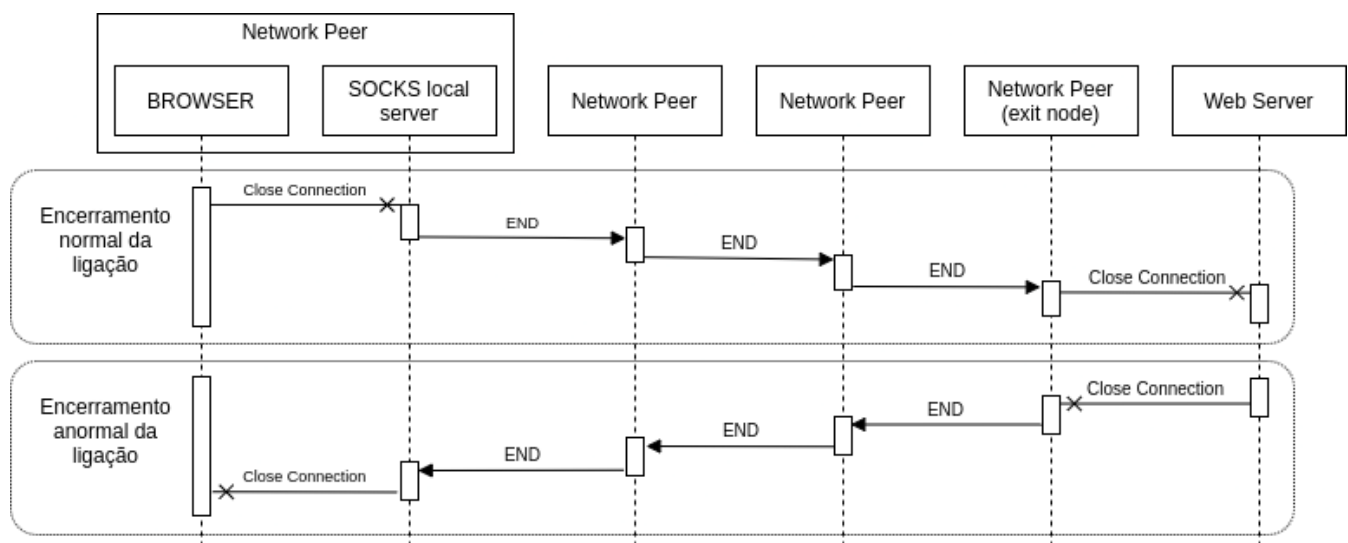 Network Peer
BROWSER
SOCKS local
server
Network Peer
Network Peer
Network Peer
(exit node)
Web Server
Encerramento
normal da
ligação
Close Connection
END
END
END
Close Connection
Encerramento
anormal da
ligação
Close Connection
END
END
END
Close Connection